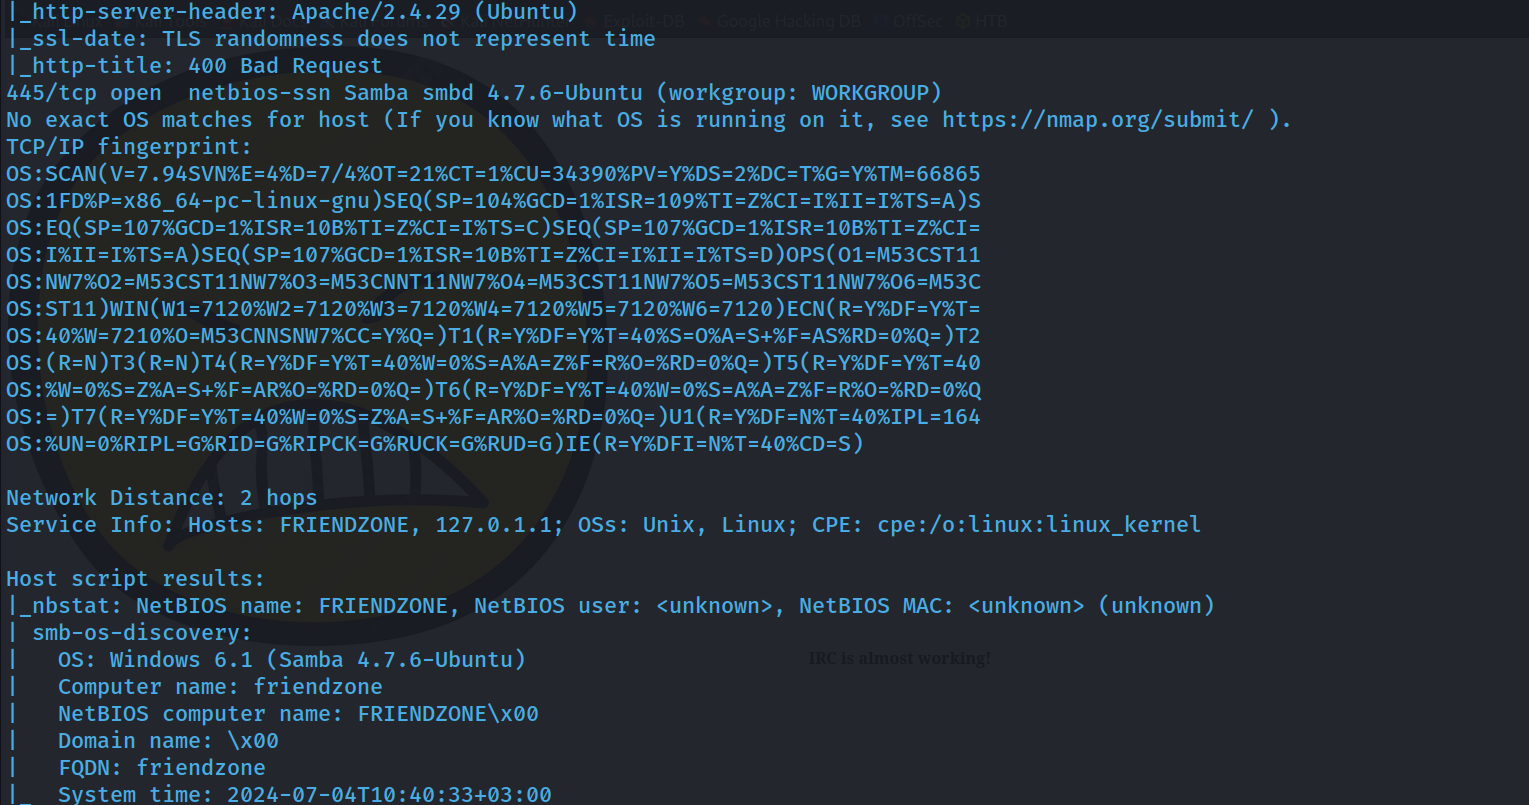 Exploit-DB Google Hacking DB OffSec HTB
|_http-server-header: Apache/2.4.29 (Ubuntu)
|_ssl-date: TLS randomness does not represent time
|_http-title: 400 Bad Request
445/tcp open  netbios-ssn Samba smbd 4.7.6-Ubuntu (workgroup: WORKGROUP)
No exact OS matches for host (If you know what OS is running on it, see https://nmap.org/submit/ ).
TCP/IP fingerprint:
OS:SCAN(V=7.94SVN%E=4%D=7/4%OT=21%CT=1%CU=34390%PV=Y%DS=2%DC=T%G=Y%TM=66865
OS:1FD%P=x86_64-pc-linux-gnu)SEQ(SP=104%GCD=1%ISR=109%TI=Z%CI=I%II=I%TS=A)S
OS:EQ(SP=107%GCD=1%ISR=10B%TI=Z%CI=I%TS=C)SEQ(SP=107%GCD=1%ISR=10B%TI=Z%CI=
OS:I%II=I%TS=A)SEQ(SP=107%GCD=1%ISR=10B%TI=Z%CI=I%II=I%TS=D)OPS(O1=M53CST11
OS:NW7%O2=M53CST11NW7%O3=M53CNNT11NW7%O4=M53CST11NW7%O5=M53CST11NW7%O6=M53C
OS:ST11)WIN(W1=7120%W2=7120%W3=7120%W4=7120%W5=7120%W6=7120)ECN(R=Y%DF=Y%T=
OS:40%W=7210%O=M53CNNSNW7%CC=Y%Q=)T1(R=Y%DF=Y%T=40%S=O%A=S+%F=AS%RD=0%Q=)T2
OS:(R=N)T3(R=N)T4(R=Y%DF=Y%T=40%W=0%S=A%A=Z%F=R%O=%RD=0%Q=)T5(R=Y%DF=Y%T=40
OS:%W=0%S=Z%A=S+%F=AR%O=%RD=0%Q=)T6(R=Y%DF=Y%T=40%W=0%S=A%A=Z%F=R%O=%RD=0%Q
OS:=)T7(R=Y%DF=Y%T=40%W=0%S=Z%A=S+%F=AR%O=%RD=0%Q=)U1(R=Y%DF=N%T=40%IPL=164
OS:%UN=0%RIPL=G%RID=G%RIPCK=G%RUCK=G%RUD=G)IE(R=Y%DFI=N%T=40%CD=S)
Network Distance: 2 hops
Service Info: Hosts: FRIENDZONE, 127.0.1.1; OSs: Unix, Linux; CPE: cpe:/o:linux:linux_kernel
Host script results:
|_nbstat: NetBIOS name: FRIENDZONE, NetBIOS user: <unknown>, NetBIOS MAC: <unknown> (unknown)
| smb-os-discovery:
|   OS: Windows 6.1 (Samba 4.7.6-Ubuntu)
IRC is almost working!
|   Computer name: friendzone
|   NetBIOS computer name: FRIENDZONE\x00
|   Domain name: \x00
|   FQDN: friendzone
|_  System time: 2024-07-04T10:40:33+03:00